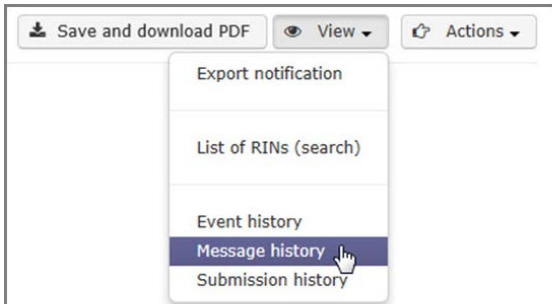 Save and download PDF View Actions
Export notification
List of RINs (search)
Event history
Message history
Submission history